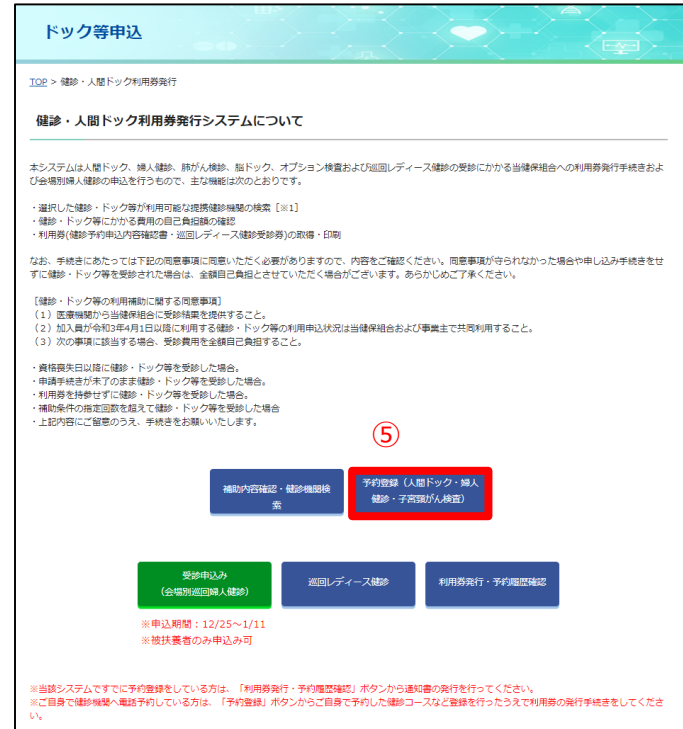 ドック等申込
TOP > 健診・人間ドック利用券発行
健診・人間ドック利用券発行システムについて
本システムは人間ドック、婦人健診、肺がん検診、脳ドック、オプション検査および巡回レディース健診の受診にかかる当健保組合への利用券発行手続きおよ
び会場別婦人健診の申込を行うもので、主な機能は次のとおりです。
・選択した健診・ドック等が利用可能な提携健診機関の検索［※1］
・健診・ドック等にかかる費用の自己負担額の確認
・利用券(健診予約申込内容確認書・巡回レディース健診受診券)の取得・印刷
なお、手続きにあたっては下記の同意事項に同意いただく必要がありますので、内容をご確認ください。同意事項が守られなかった場合や申し込み手続きをせ
ずに健診・ドック等を受診された場合は、全額自己負担とさせていただく場合がございます。あらかじめご了承ください。
［健診・ドック等の利用補助に関する同意事項］
（１）医療機関から当健保組合に受診結果を提供すること。
（２）加入員が令和3年4月1日以降に利用する健診・ドック等の利用申込状況は当健保組合および事業主で共同利用すること。
（３）次の事項に該当する場合、受診費用を全額自己負担すること。
・資格喪失日以降に健診・ドック等を受診した場合。
・申請手続きが未了のまま健診・ドック等を受診した場合。
・利用券を持参せずに健診・ドック等を受診した場合。
・補助条件の指定回数を超えて健診・ドック等を受診した場合
・上記内容にご留意のうえ、手続きをお願いいたします。
⑤
補助内容確認・健診機関検
索
予約登録（人間ドック・婦人
健診・子宮頸がん検査）
受診申込み
（会場別巡回婦人健診）
巡回レディース健診
利用券発行・予約履歴確認
※申込期間：12/25～1/11
※被扶養者のみ申込み可
※当該システムですでに予約登録をしている方は、「利用券発行・予約履歴確認」ボタンから通知書の発行を行ってください。
※ご自身で健診機関へ電話予約している方は、「予約登録」ボタンからご自身で予約した健診コースなど登録を行ったうえで利用券の発行手続きをしてくださ
い。